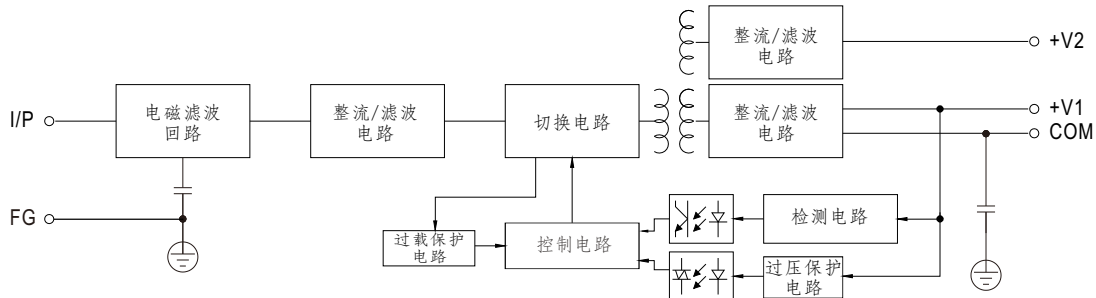 整流/滤波
电路
+V2
I/P
电磁滤波
回路
整流/滤波
电路
切换电路
整流/滤波
电路
+V1
COM
FG
过载保护
电路
控制电路
检测电路
过压保护
电路